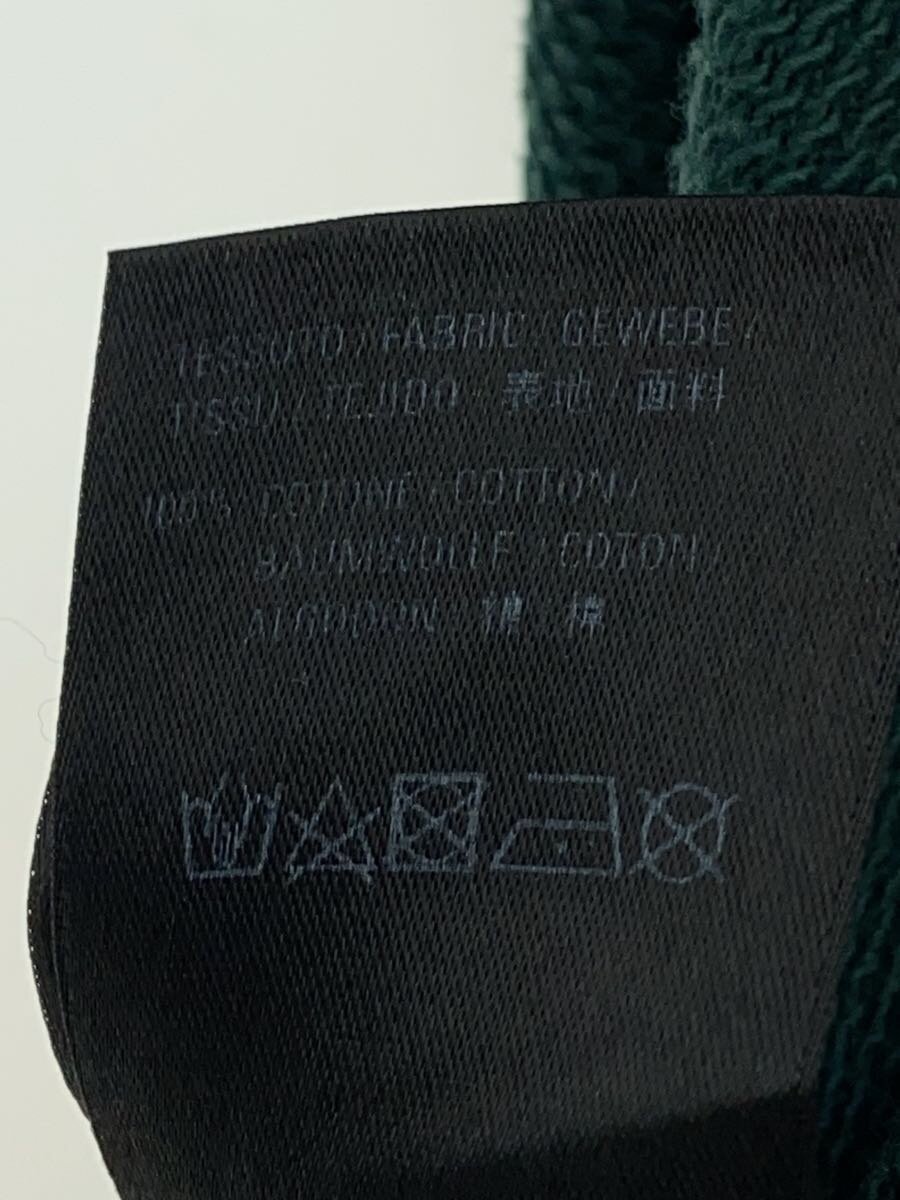 TESSUTO / FABRIC / GEWEBE /
TISSU / TEJIDO / 表地 / 面料
100% COTONE / COTTON /
BAUMWOLLE / COTON /
ALGODON / 綿 / 棉